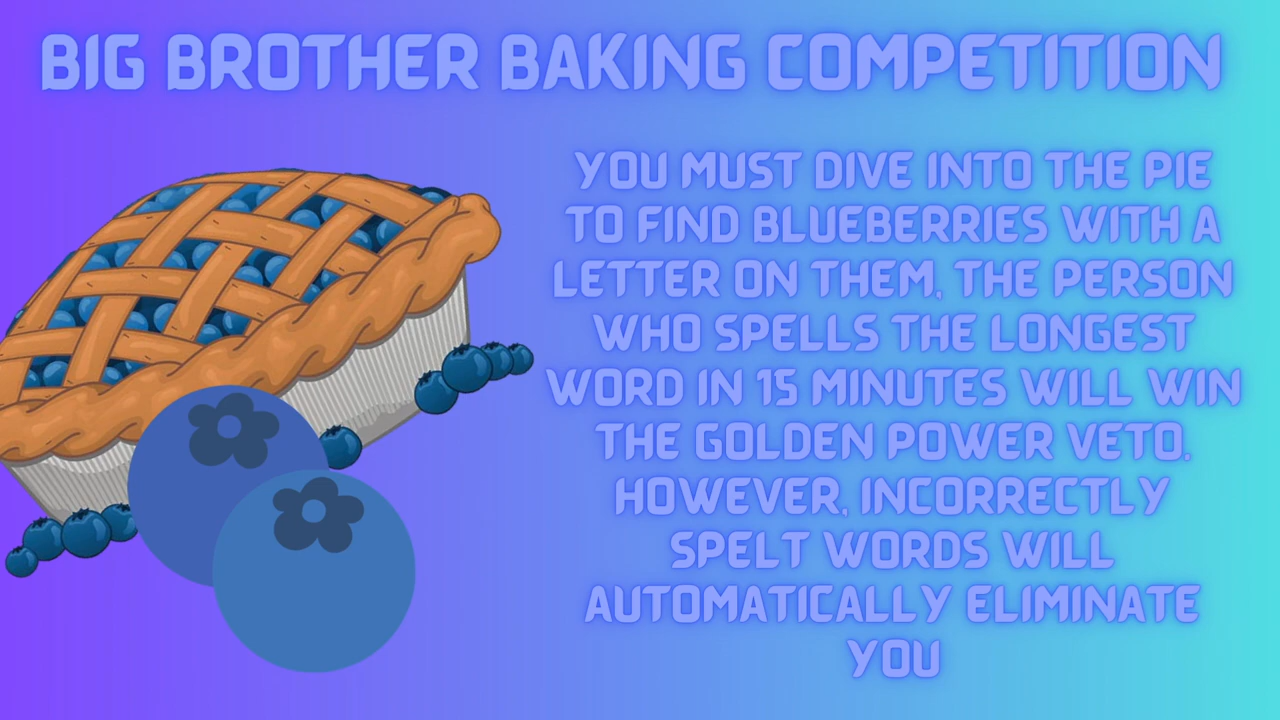 BIG BROTHER BAKING COMPETITION
YOU MUST DIVE INTO THE PIE
TO FIND BLUEBERRIES WITH A
LETTER ON THEM, THE PERSON
WHO SPELLS THE LONGEST
WORD IN 15 MINUTES WILL WIN
THE GOLDEN POWER VETO.
HOWEVER, INCORRECTLY
SPELT WORDS WILL
AUTOMATICALLY ELIMINATE
YOU